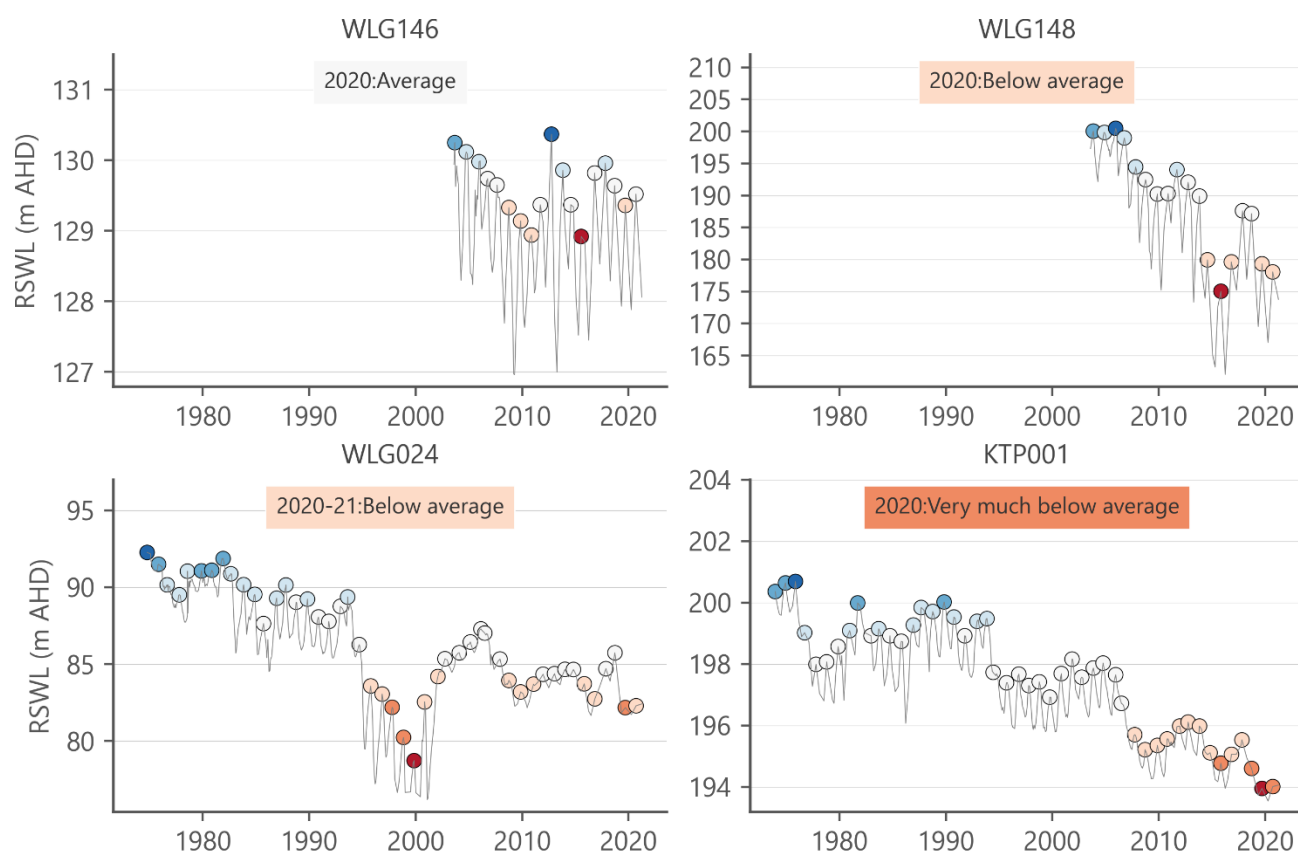 WLG146
2020:Average
RSWL (m AHD)
131
130
129
128
127
1980 1990 2000 2010 2020
WLG148
2020:Below average
210
205
200
195
190
185
180
175
170
165
1980 1990 2000 2010 2020
WLG024
2020-21:Below average
RSWL (m AHD)
95
90
85
80
1980 1990 2000 2010 2020
KTP001
2020:Very much below average
204
202
200
198
196
194
1980 1990 2000 2010 2020